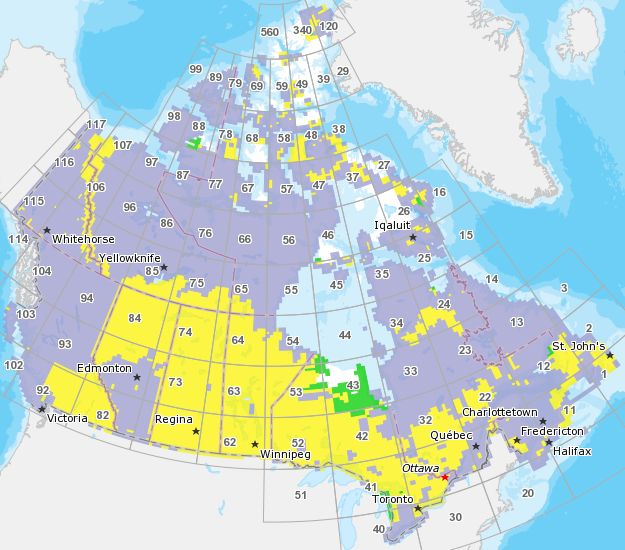 560 340 120
99 89 79 69 59 49 39 29
98 88 78 68 58 48 38
117 107 97 87 77 67 57 47 37 27
116 106 96 86 76 66 56 46 26 16
115 Iqaluit
114 Whitehorse 15
Yellowknife 25
104 85 75 65 55 45 35 14
103 94 84 74 64 54 44 34 24 13 3
93 2
St. John's
102 Edmonton 73 63 53 43 33 23 12 1
92 83 Charlottetown
Victoria 82 Regina 22 11
62 Winnipeg 52 42 32 Fredericton
Québec Halifax
Ottawa
51 41 Toronto 20
40 30